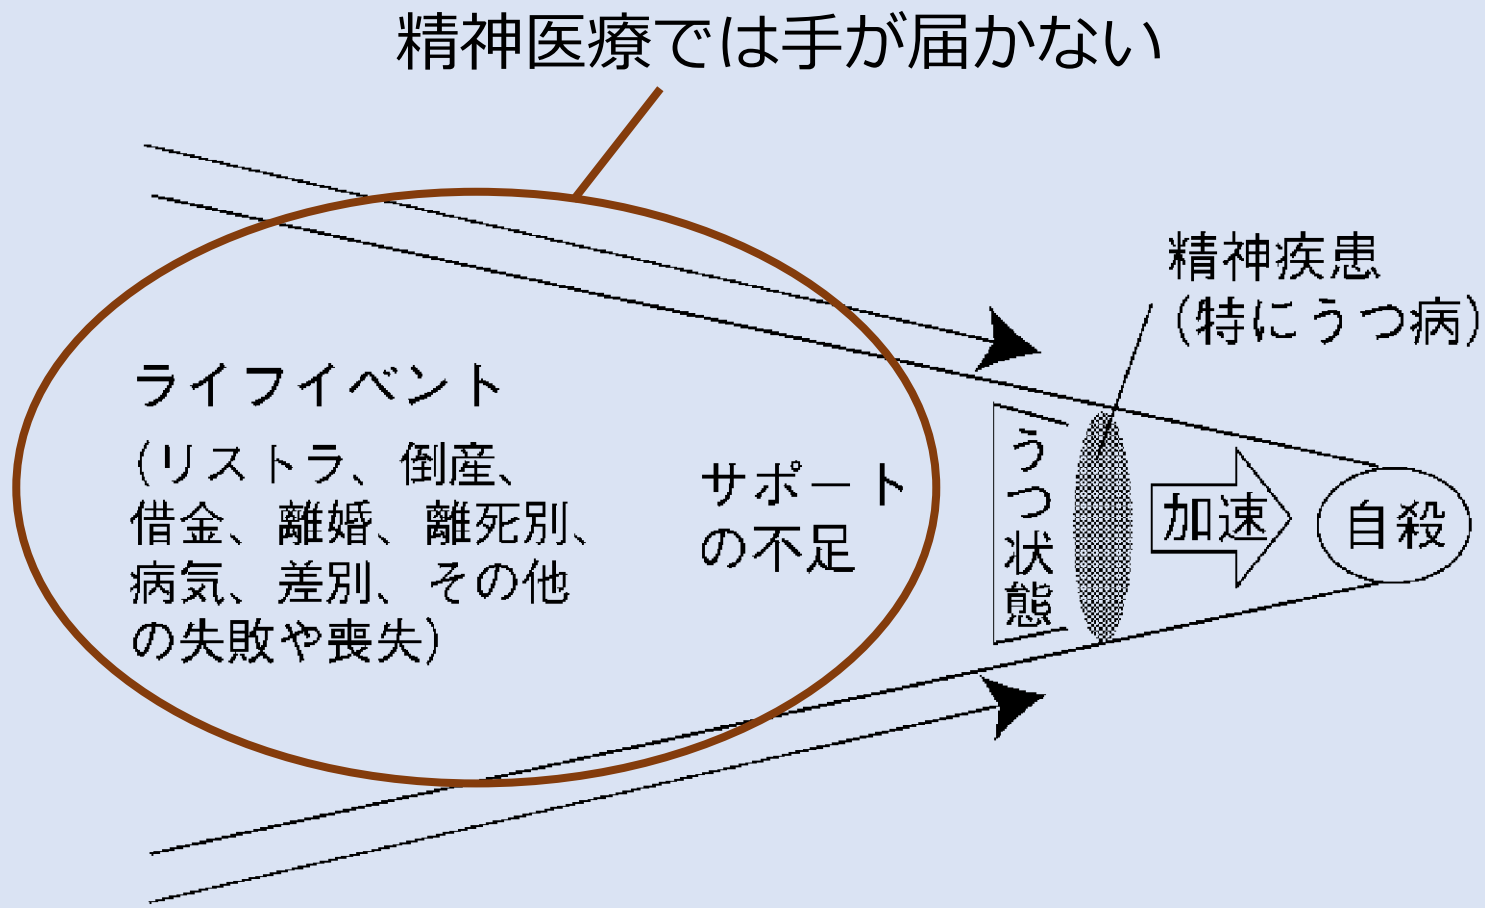 精神医療では手が届かない
精神疾患
（特にうつ病）
ライフイベント
（リストラ、倒産、
借金、離婚、離死別、
病気、差別、その他
の失敗や喪失）
サポート
の不足
うつ状態
加速
自殺